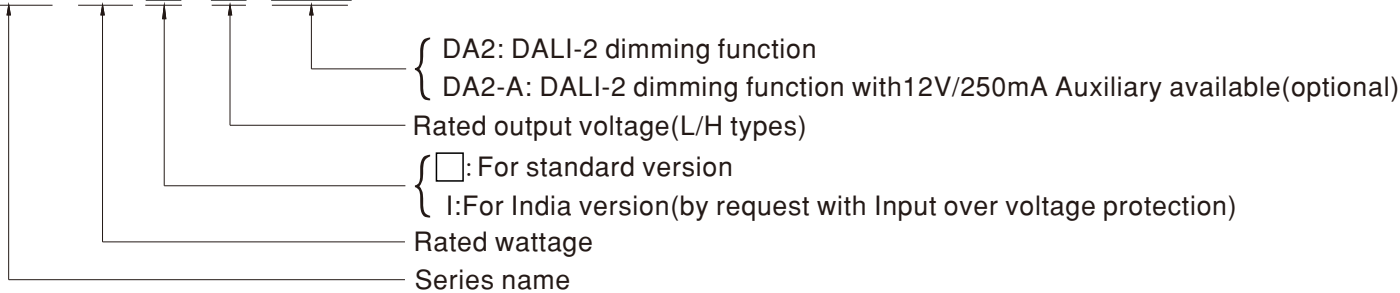 DA2: DALI-2 dimming function
DA2-A: DALI-2 dimming function with12V/250mA Auxiliary available(optional)
Rated output voltage(L/H types)
□: For standard version
I:For India version(by request with Input over voltage protection)
Rated wattage
Series name